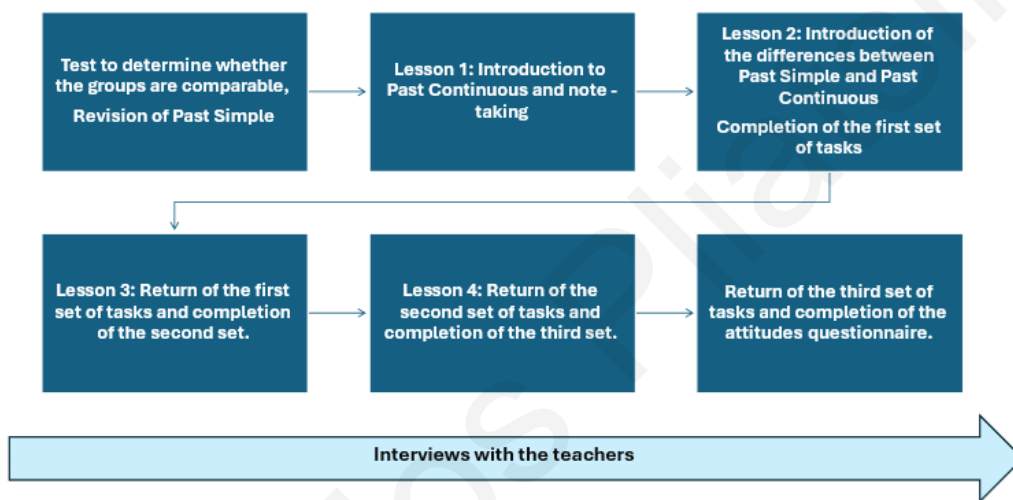 Test to determine whether
the groups are comparable,
Revision of Past Simple
Lesson 1: Introduction to
Past Continuous and note -
taking
Lesson 2: Introduction of
the differences between
Past Simple and Past
Continuous
Completion of the first set
of tasks
Lesson 3: Return of the first
set of tasks and completion
of the second set.
Lesson 4: Return of the
second set of tasks and
completion of the third set.
Return of the third set of
tasks and completion of the
attitudes questionnaire.
Interviews with the teachers